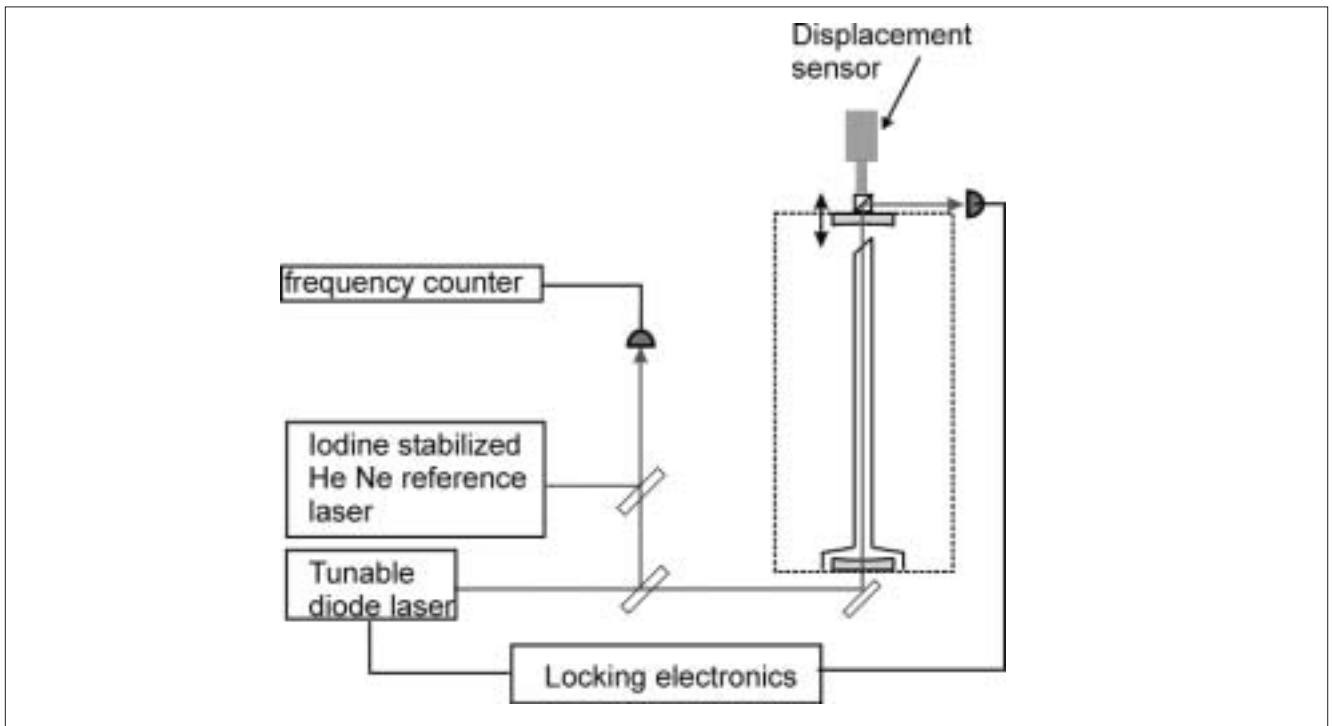 Displacement
sensor
frequency counter
Iodine stabilized
He Ne reference
laser
Tunable
diode laser
Locking electronics